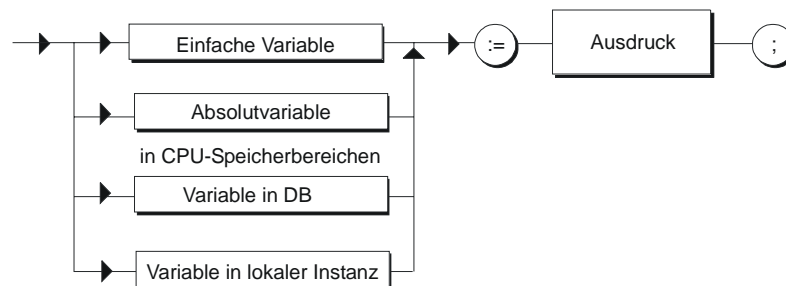 Einfache Variable
:=
Ausdruck
;
Absolutvariable
in CPU-Speicherbereichen
Variable in DB
Variable in lokaler Instanz